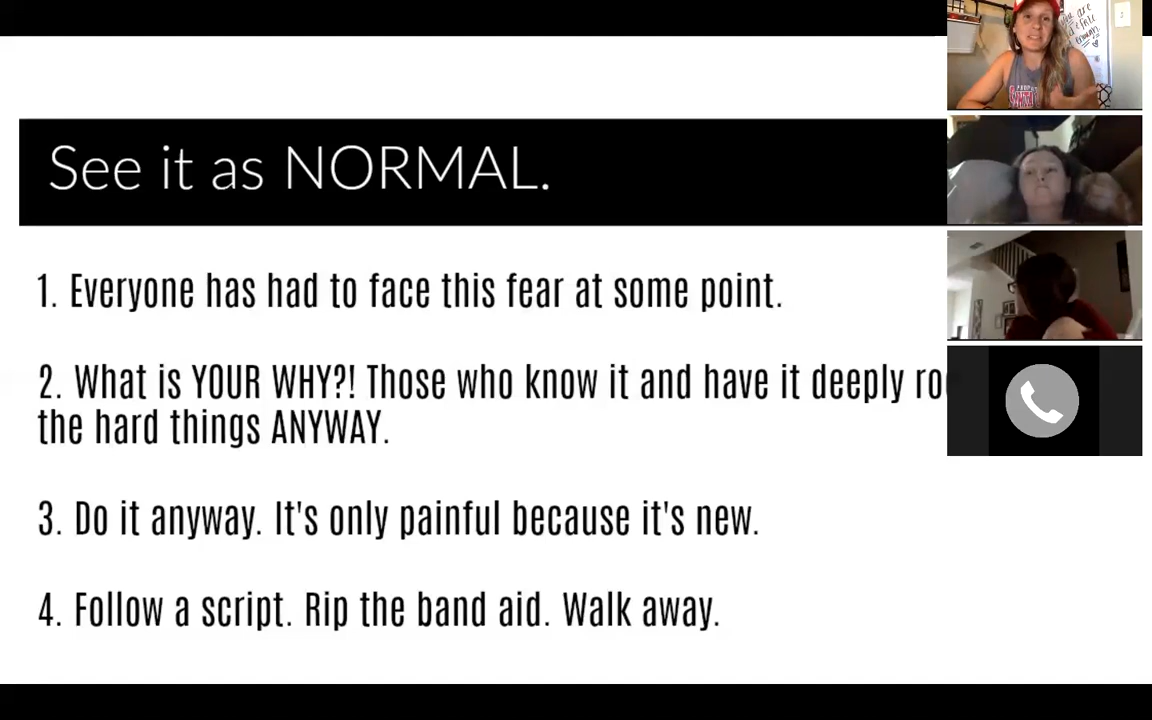 See it as NORMAL.
1. Everyone has had to face this fear at some point.
2. What is YOUR WHY?! Those who know it and have it deeply
the hard things ANYWAY.
3. Do it anyway. It's only painful because it's new.
4. Follow a script. Rip the band aid. Walk away.